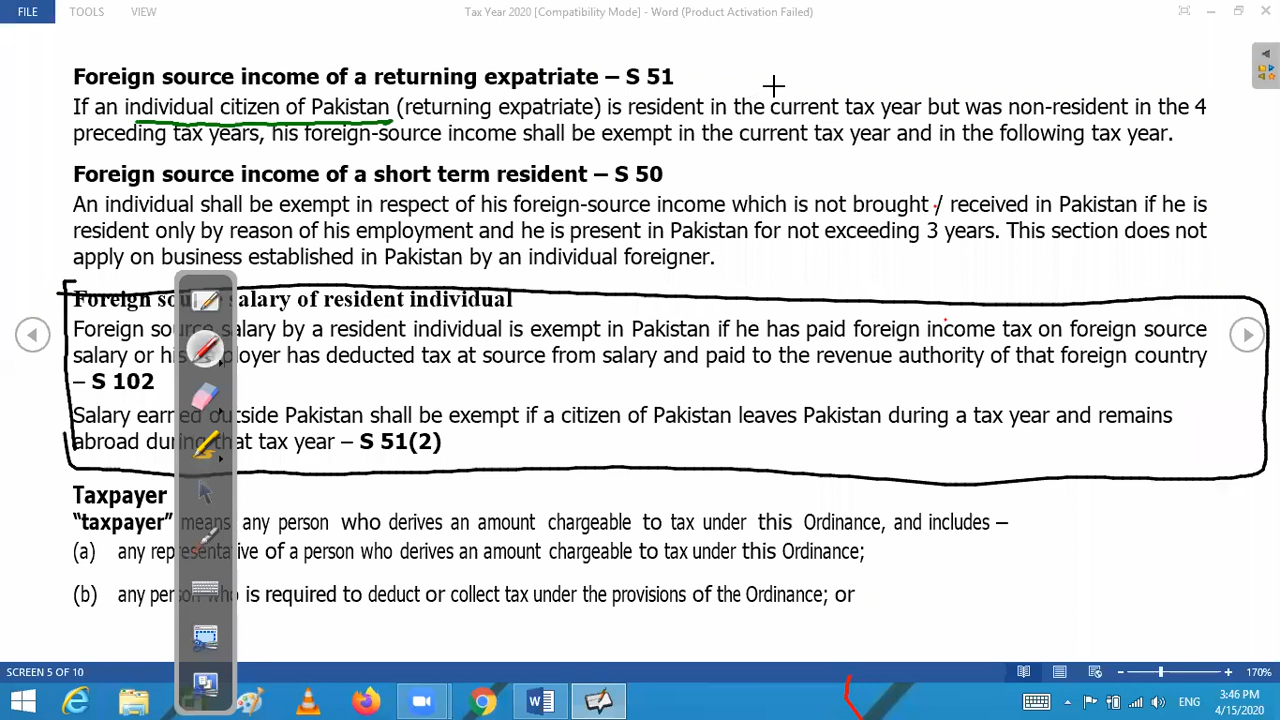 FILE TOOLS VIEW Tax Year 2020 [Compatibility Mode] - Word (Product Activation Failed)
Foreign source income of a returning expatriate – S 51
If an individual citizen of Pakistan (returning expatriate) is resident in the current tax year but was non-resident in the 4
preceding tax years, his foreign-source income shall be exempt in the current tax year and in the following tax year.
Foreign source income of a short term resident – S 50
An individual shall be exempt in respect of his foreign-source income which is not brought / received in Pakistan if he is
resident only by reason of his employment and he is present in Pakistan for not exceeding 3 years. This section does not
apply on business established in Pakistan by an individual foreigner.
Foreign source salary of resident individual
Foreign source salary by a resident individual is exempt in Pakistan if he has paid foreign income tax on foreign source
salary or his employer has deducted tax at source from salary and paid to the revenue authority of that foreign country
– S 102
Salary earned outside Pakistan shall be exempt if a citizen of Pakistan leaves Pakistan during a tax year and remains
abroad during that tax year – S 51(2)
Taxpayer
“taxpayer” means any person who derives an amount chargeable to tax under this Ordinance, and includes –
(a) any representative of a person who derives an amount chargeable to tax under this Ordinance;
(b) any person who is required to deduct or collect tax under the provisions of the Ordinance; or
SCREEN 5 OF 10 170%
ENG 3:46 PM
4/15/2020